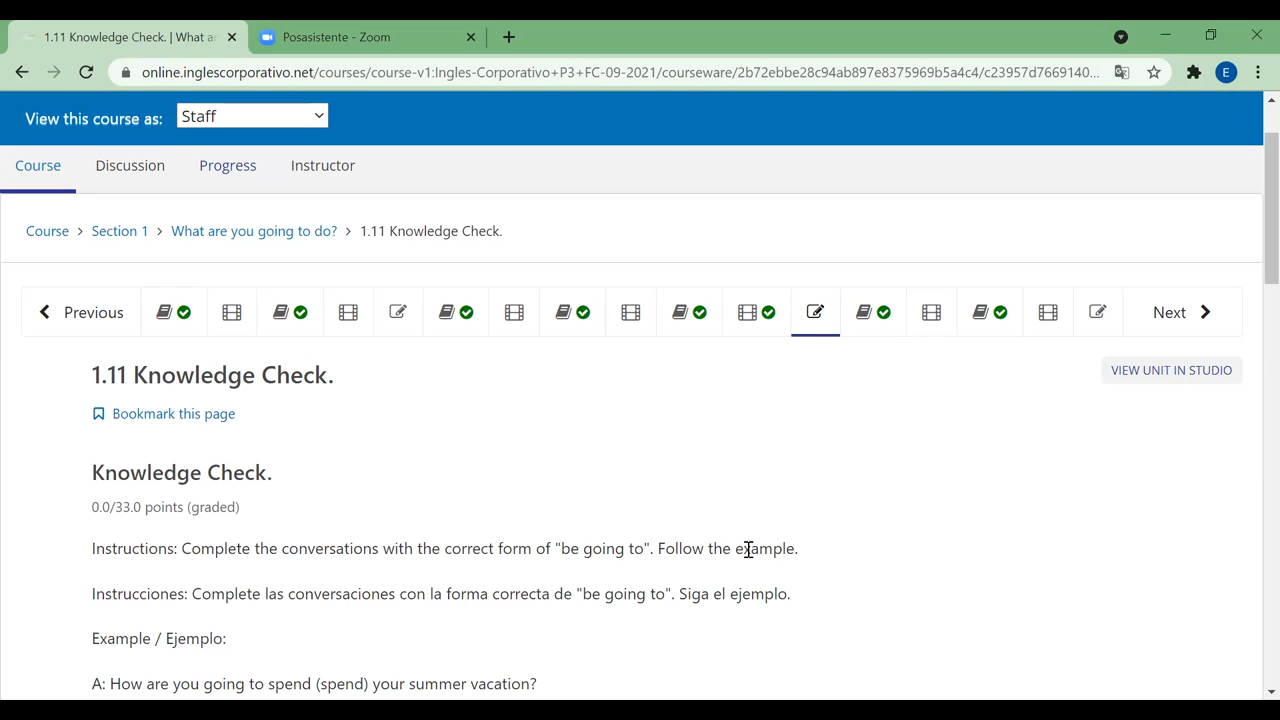 1.11 Knowledge Check. | What ar
Posasistente - Zoom
online.inglescorporativo.net/courses/course-v1:Ingles-Corporativo+P3+FC-09-2021/courseware/2b72ebbe28c94ab897e8375969b5a4c4/c23957d7669140...
E
View this course as: Staff
Course Discussion Progress Instructor
Course > Section 1 > What are you going to do? > 1.11 Knowledge Check.
Previous Next
1.11 Knowledge Check.
VIEW UNIT IN STUDIO
Bookmark this page
Knowledge Check.
0.0/33.0 points (graded)
Instructions: Complete the conversations with the correct form of "be going to". Follow the example.
Instrucciones: Complete las conversaciones con la forma correcta de "be going to". Siga el ejemplo.
Example / Ejemplo:
A: How are you going to spend (spend) your summer vacation?